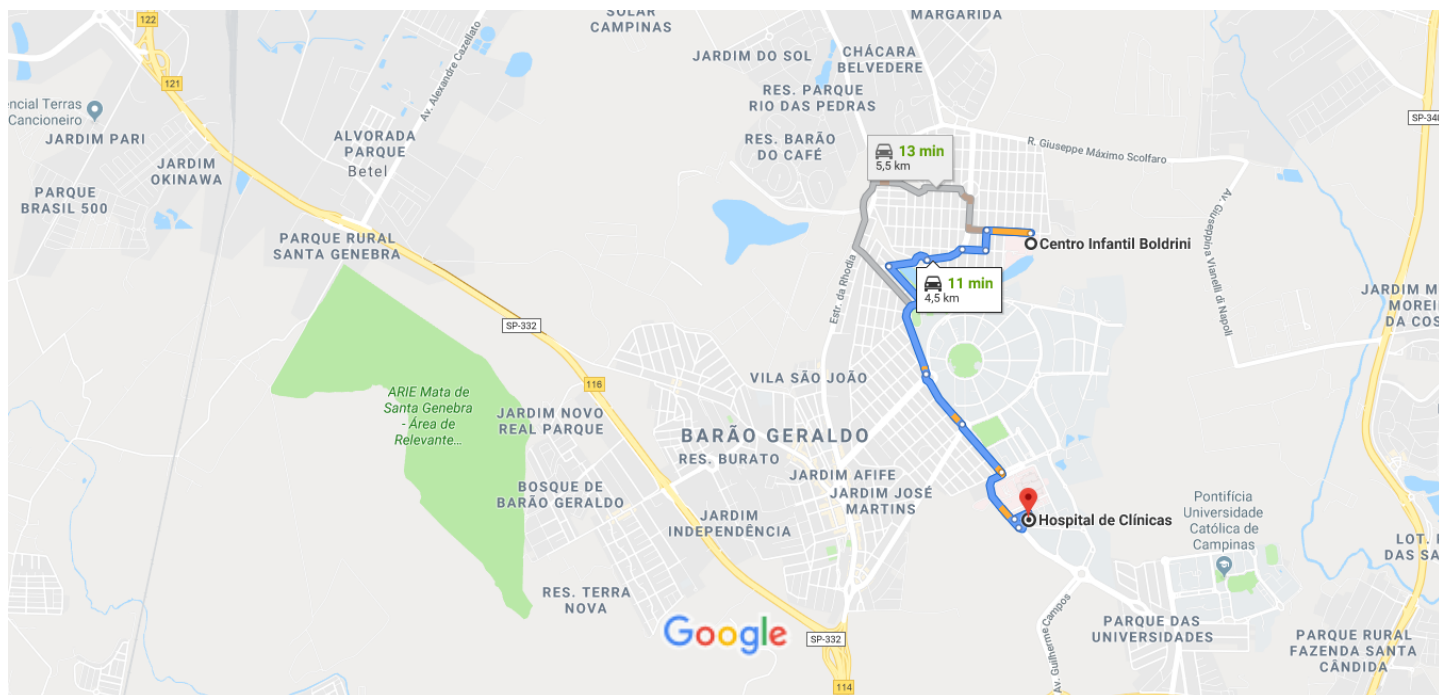 SOLAR
CAMPINAS
MARGARIDA
122
JARDIM DO SOL
CHÁCARA
BELVEDERE
121
Av. Alexandre Cazellato
RES. PARQUE
RIO DAS PEDRAS
encial Terras
Cancioneiro
JARDIM PARI
SP-340
ALVORADA
PARQUE
Betel
RES. BARÃO
DO CAFÉ
13 min
5,5 km
R. Giuseppe Máximo Scolfaro
JARDIM
OKINAWA
PARQUE
BRASIL 500
Av. Giuseppina Vianelli di Napoli
PARQUE RURAL
SANTA GENEBRA
Centro Infantil Boldrini
Estr. da Rhodia
11 min
4,5 km
JARDIM M
MOREI
DA COS
SP-332
116
VILA SÃO JOÃO
ARIE Mata de
Santa Genebra
- Área de
Relevante...
JARDIM NOVO
REAL PARQUE
BARÃO GERALDO
RES. BURATO
JARDIM AFIFE
BOSQUE DE
BARÃO GERALDO
JARDIM JOSÉ
MARTINS
Pontifícia
Universidade
Católica de
Campinas
JARDIM
INDEPENDÊNCIA
Hospital de Clínicas
LOT.
DAS SA
RES. TERRA
NOVA
Av. Guilherme Campos
Google
SP-332
PARQUE DAS
UNIVERSIDADES
PARQUE RURAL
FAZENDA SANTA
CÂNDIDA
114